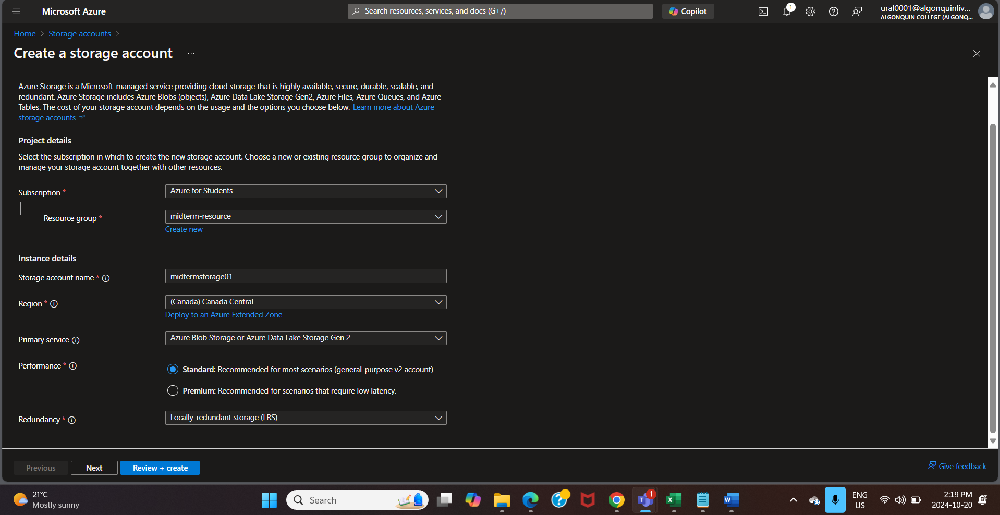 Microsoft Azure
Search resources, services, and docs (G+/)
Copilot
1
ural0001@algonquinliv...
ALGONQUIN COLLEGE (ALGONQ...
Home > Storage accounts >
Create a storage account ...
Azure Storage is a Microsoft-managed service providing cloud storage that is highly available, secure, durable, scalable, and
redundant. Azure Storage includes Azure Blobs (objects), Azure Data Lake Storage Gen2, Azure Files, Azure Queues, and Azure
Tables. The cost of your storage account depends on the usage and the options you choose below. Learn more about Azure
storage accounts
Project details
Select the subscription in which to create the new storage account. Choose a new or existing resource group to organize and
manage your storage account together with other resources.
Subscription *
Azure for Students
Resource group *
midterm-resource
Create new
Instance details
Storage account name *
midtermstorage01
Region *
(Canada) Canada Central
Deploy to an Azure Extended Zone
Primary service
Azure Blob Storage or Azure Data Lake Storage Gen 2
Performance *
Standard: Recommended for most scenarios (general-purpose v2 account)
Premium: Recommended for scenarios that require low latency.
Redundancy *
Locally-redundant storage (LRS)
Previous
Next
Review + create
Give feedback
21°C
Mostly sunny
Search
1
ENG
US
2:19 PM
2024-10-20